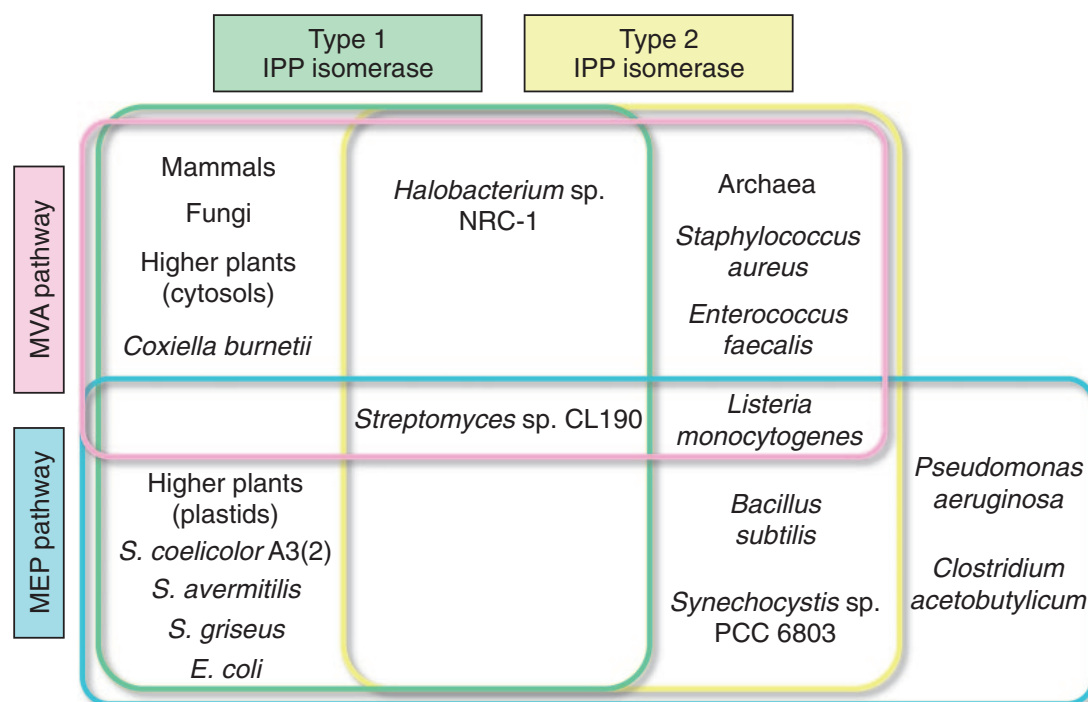 Type 1
IPP isomerase
Type 2
IPP isomerase
MVA pathway
Mammals
Fungi
Higher plants
(cytosols)
Coxiella burnetii
Halobacterium sp.
NRC-1
Archaea
Staphylococcus
aureus
Enterococcus
faecalis
Streptomyces sp. CL190
Listeria
monocytogenes
MEP pathway
Higher plants
(plastids)
S. coelicolor A3(2)
S. avermitilis
S. griseus
E. coli
Bacillus
subtilis
Synechocystis sp.
PCC 6803
Pseudomonas
aeruginosa
Clostridium
acetobutylicum